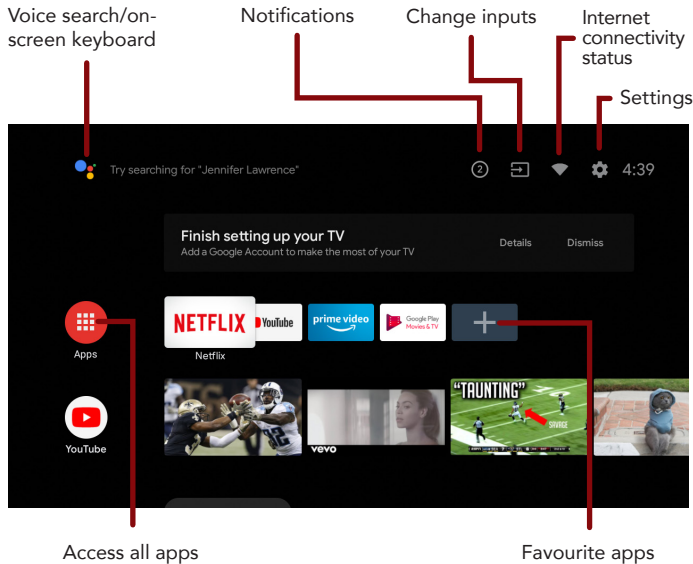 Voice search/on-
screen keyboard
Notifications
Change inputs
Internet
connectivity
status
Settings
Try searching for "Jennifer Lawrence"
2
4:39
Finish setting up your TV
Add a Google Account to make the most of your TV
Details
Dismiss
NETFLIX
YouTube
prime video
Google Play
Movies & TV
Apps
Netflix
32
vevo
"TAUNTING"
SAVAGE
YouTube
Access all apps
Favourite apps